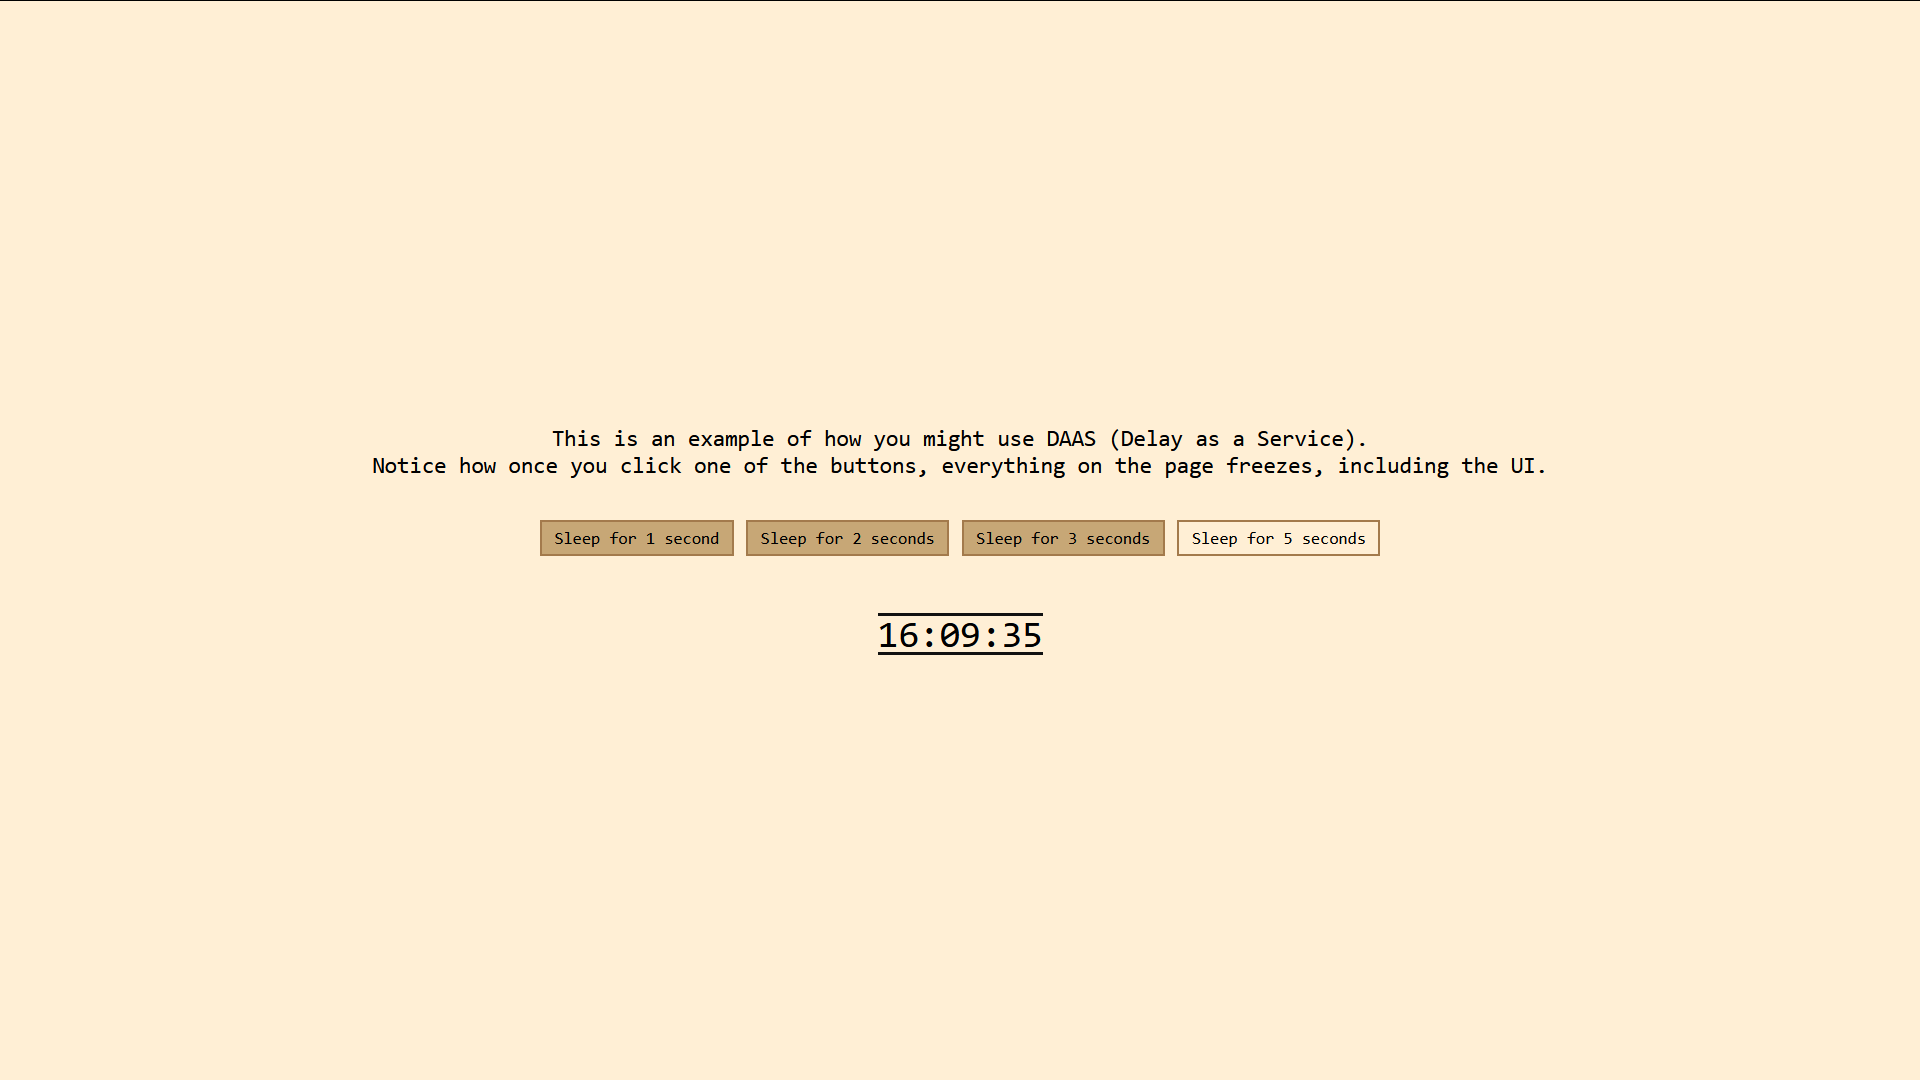 This is an example of how you might use DAAS (Delay as a Service).
Notice how once you click one of the buttons, everything on the page freezes, including the UI.
Sleep for 1 second Sleep for 2 seconds Sleep for 3 seconds Sleep for 5 seconds
16:09:35